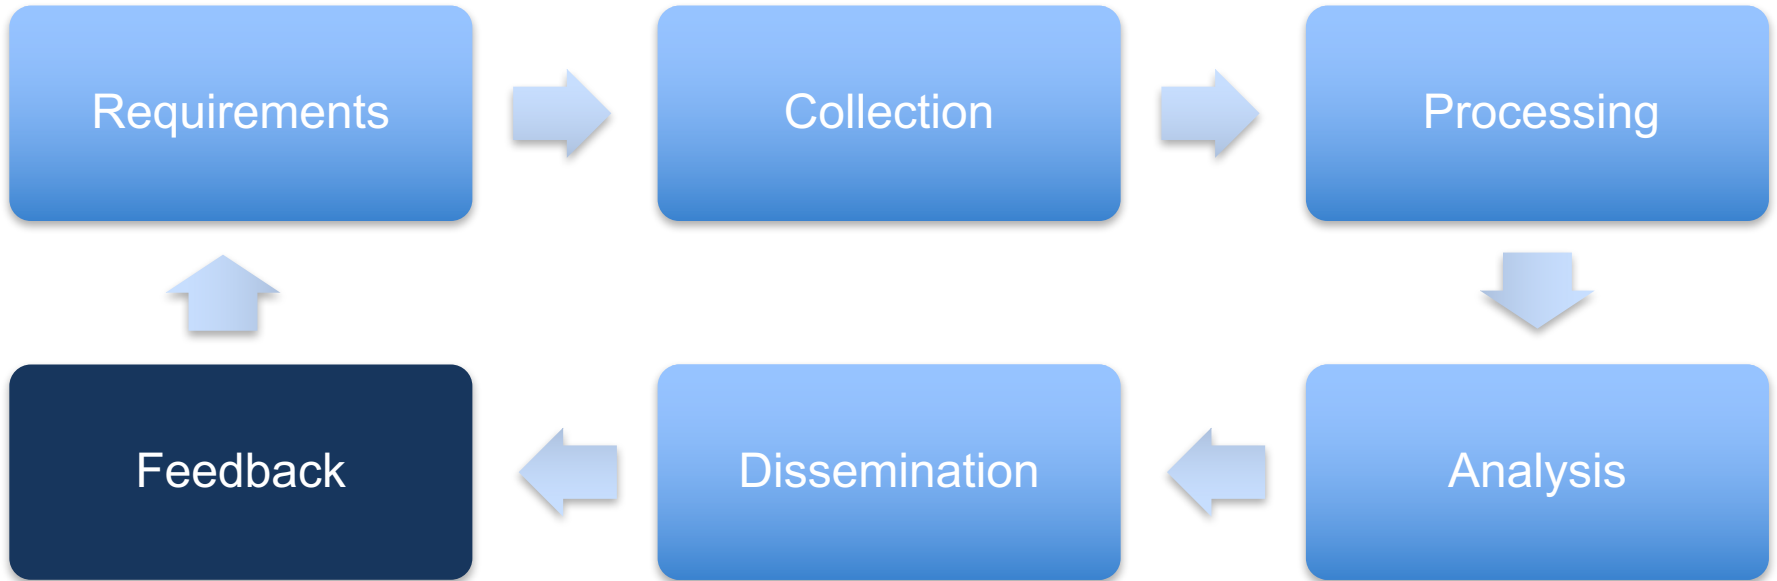 Requirements
Collection
Processing
Feedback
Dissemination
Analysis